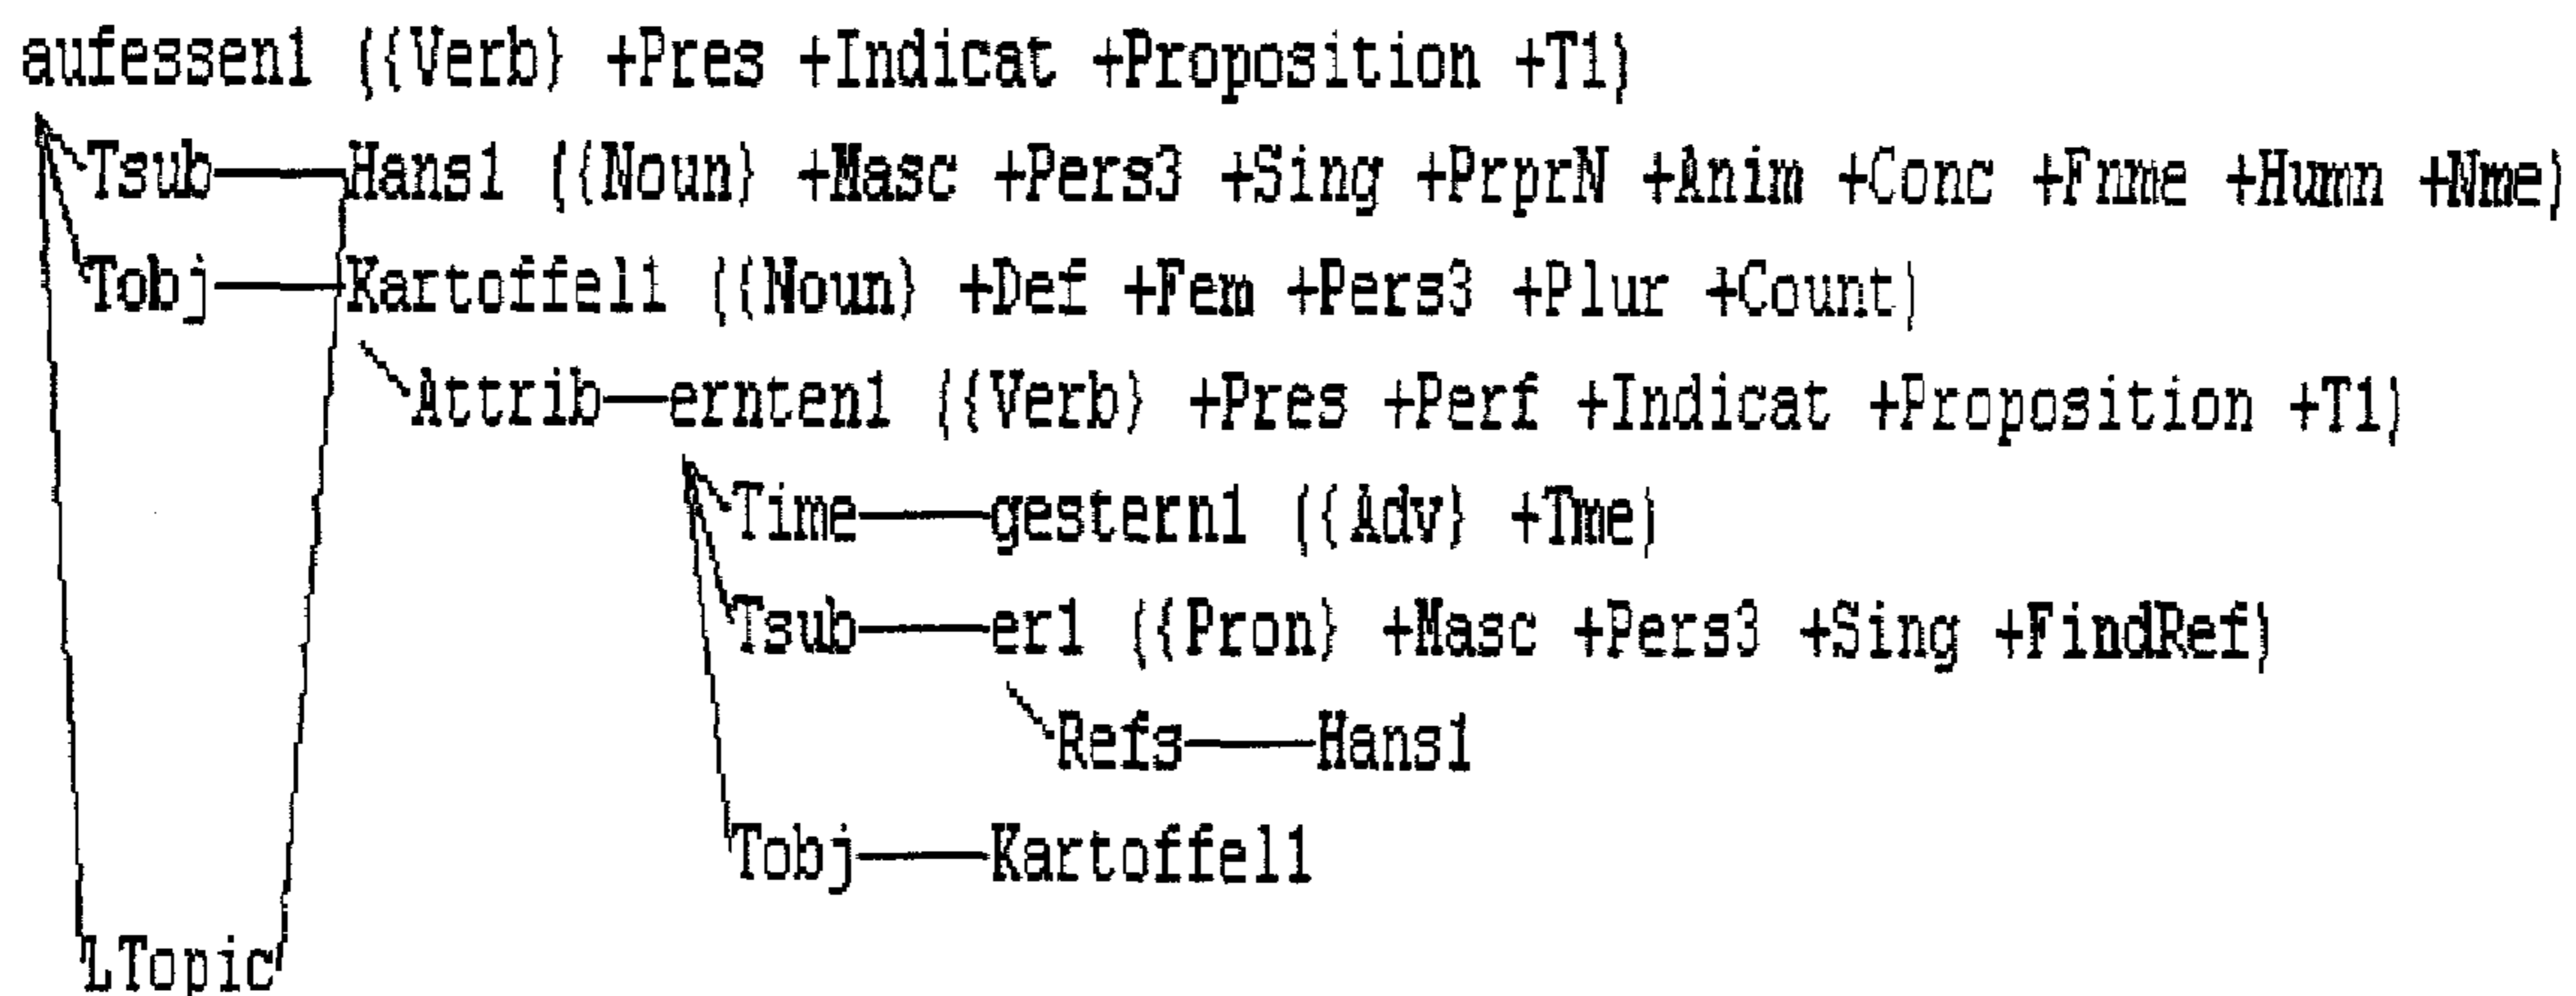 aufessen1 ({Verb} +Pres +Indicat +Proposition +T1)
Tsub Hans1 ({Noun} +Masc +Pers3 +Sing +PrprN +Anim +Conc +Fnme +Humn +Nme)
Tobj Kartoffel1 ({Noun} +Def +Fem +Pers3 +Plur +Count)
Attrib ernten1 ({Verb} +Pres +Perf +Indicat +Proposition +T1)
Time gestern1 ({Adv} +Tme)
Tsub er1 ({Pron} +Masc +Pers3 +Sing +FindRef)
Refs Hans1
Tobj Kartoffel1
LTopic